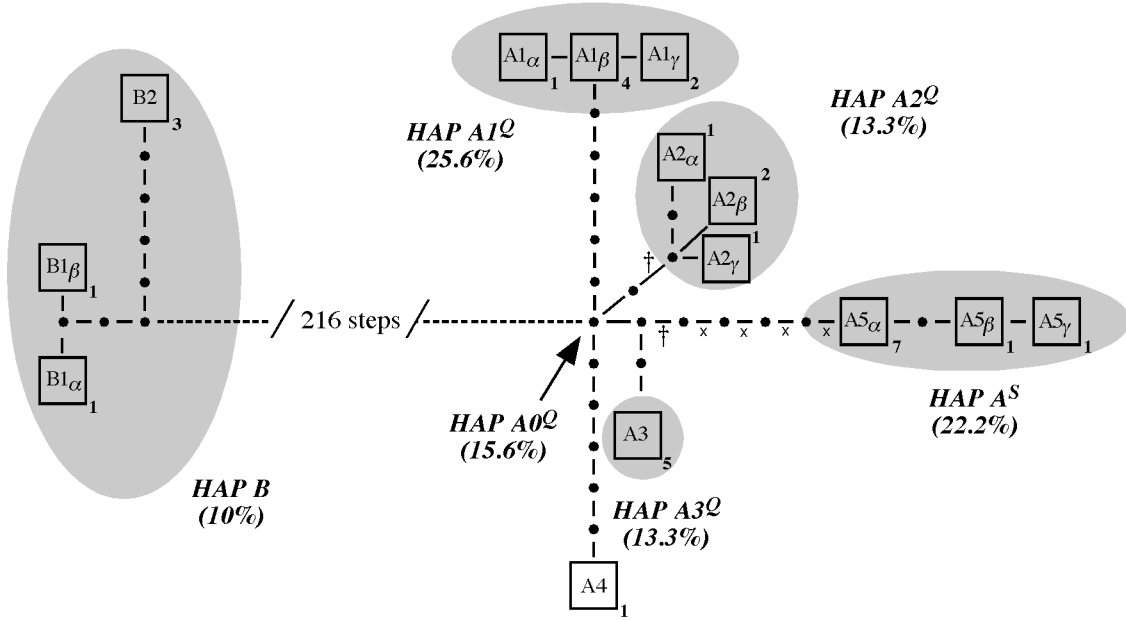 A1α 1 A1β 4 A1γ 2
B2 3
HAP A1Q
(25.6%)
HAP A2Q
(13.3%)
A2α 1
A2β 2
A2γ 1
†
B1β 1
216 steps
† x x x x
A5α 7 A5β 1 A5γ 1
B1α 1
HAP AS
(22.2%)
HAP A0Q
(15.6%)
A3 5
HAP B
(10%)
HAP A3Q
(13.3%)
A4 1